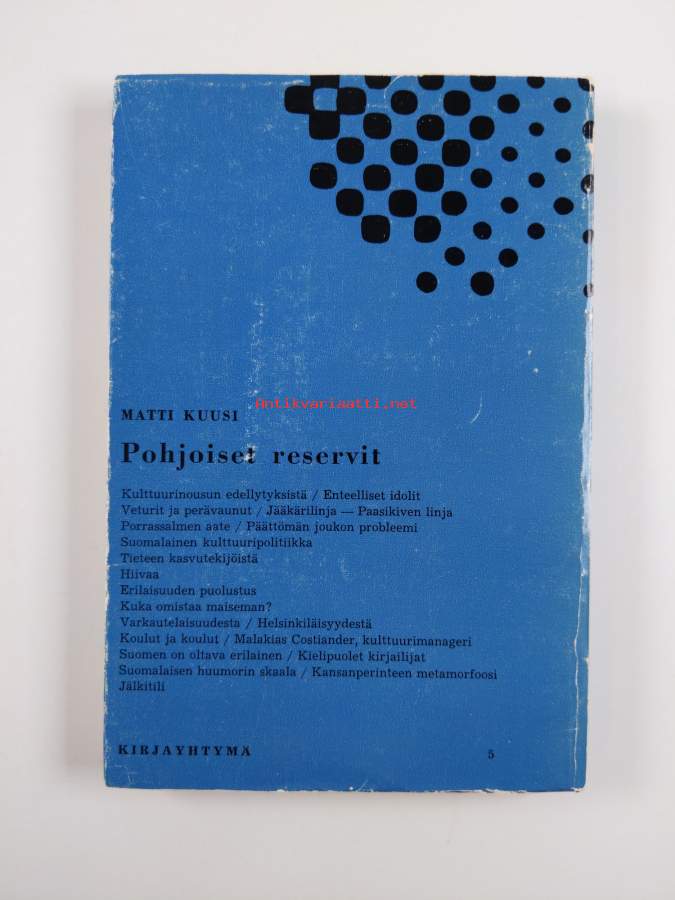 Antikvariaatti.net
MATTI KUUSI
Pohjoiset reservit
Kulttuurinousun edellytyksistä / Enteelliset idolit
Veturit ja perävaunut / Jääkärilinja — Paasikiven linja
Porrassalmen aate / Päättömän joukon probleemi
Suomalainen kulttuuripolitiikka
Tieteen kasvutekijöistä
Hiivaa
Erilaisuuden puolustus
Kuka omistaa maiseman?
Varkautelaisuudesta / Helsinkiläisyydestä
Koulut ja koulut / Malakias Costiander, kulttuurimanageri
Suomen on oltava erilainen / Kielipuolet kirjailijat
Suomalaisen huumorin skaala / Kansanperinteen metamorfoosi
Jälkitili
KIRJAYHTYMÄ 5